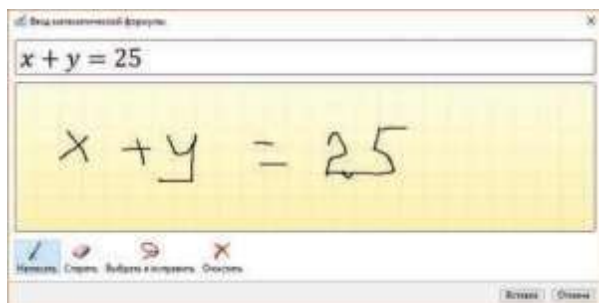 Ввод математической формулы
x + y = 25
x + y = 25
Написать Стереть Выбрать и исправить Очистить
Вставка Отмена